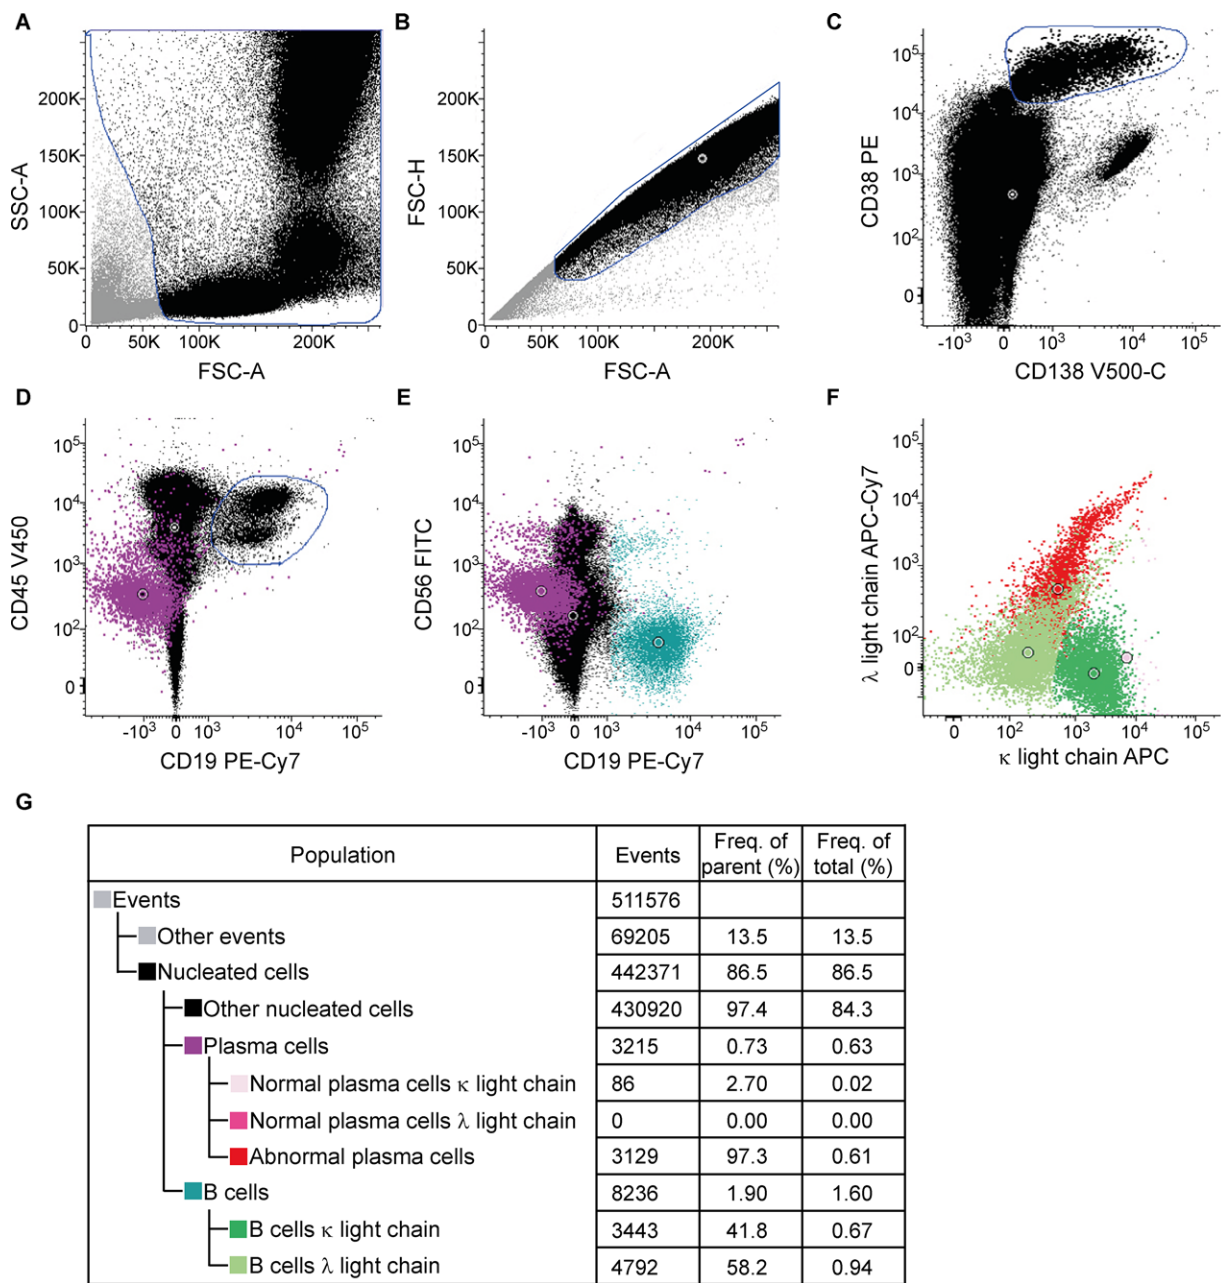 A
SSC-A
200K
150K
100K
50K
0
0 50K 100K 200K
FSC-A
B
FSC-H
200K
150K
100K
50K
0
0 50K 100K 200K
FSC-A
C
CD38 PE
10⁵
10⁴
10³
10²
0
-10³ 10³ 10⁴ 10⁵
CD138 V500-C
D
CD45 V450
10⁵
10⁴
10³
10²
0
-10³ 0 10³ 10⁴ 10⁵
CD19 PE-Cy7
E
CD56 FITC
10⁵
10⁴
10³
10²
0
-10³ 0 10³ 10⁴ 10⁵
CD19 PE-Cy7
F
λ light chain APC-Cy7
10⁵
10⁴
10³
10²
0
0 10² 10³ 10⁴ 10⁵
κ light chain APC
G
Population Events Freq. of parent (%) Freq. of total (%)
Events 511576
Other events 69205 13.5 13.5
Nucleated cells 442371 86.5 86.5
Other nucleated cells 430920 97.4 84.3
Plasma cells 3215 0.73 0.63
Normal plasma cells κ light chain 86 2.70 0.02
Normal plasma cells λ light chain 0 0.00 0.00
Abnormal plasma cells 3129 97.3 0.61
B cells 8236 1.90 1.60
B cells κ light chain 3443 41.8 0.67
B cells λ light chain 4792 58.2 0.94